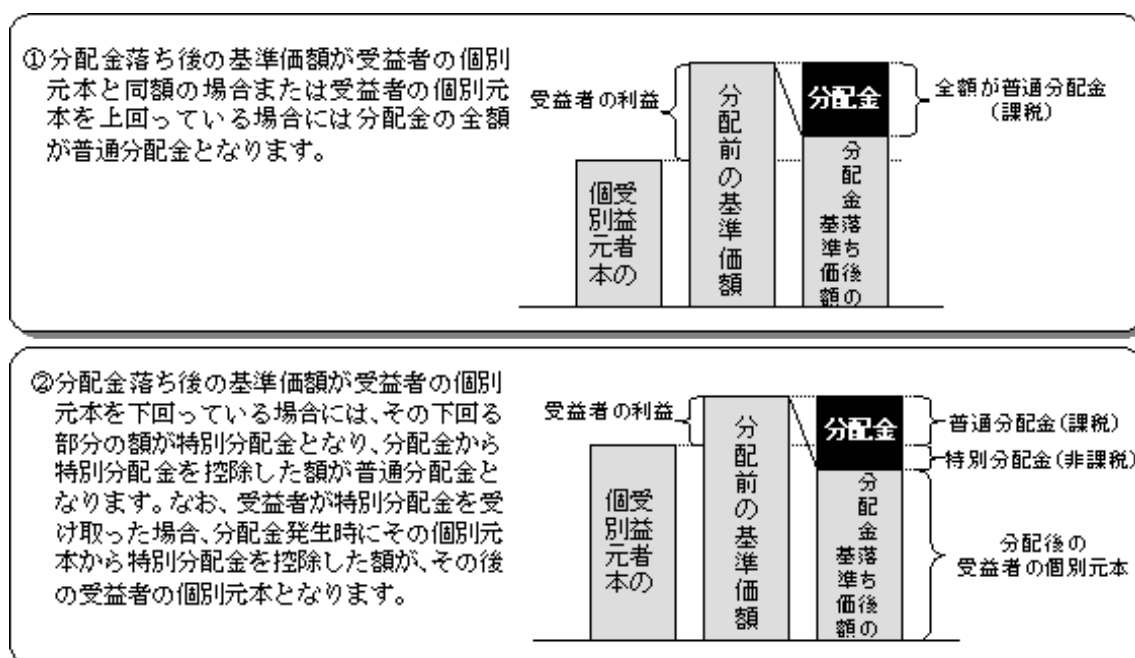 ①分配金落ち後の基準価額が受益者の個別
元本と同額の場合または受益者の個別元
本を上回っている場合には分配金の全額
が普通分配金となります。
受益者の利益
受益者の
個別元本
分配前の基準価額
分配金
分配金落ち後の
基準価額
全額が普通分配金
(課税)
②分配金落ち後の基準価額が受益者の個別
元本を下回っている場合には、その下回る
部分の額が特別分配金となり、分配金から
特別分配金を控除した額が普通分配金と
なります。なお、受益者が特別分配金を受
け取った場合、分配金発生時にその個別元
本から特別分配金を控除した額が、その後
の受益者の個別元本となります。
受益者の利益
受益者の
個別元本
分配前の基準価額
分配金
分配金落ち後の
基準価額
普通分配金(課税)
特別分配金(非課税)
分配後の
受益者の個別元本